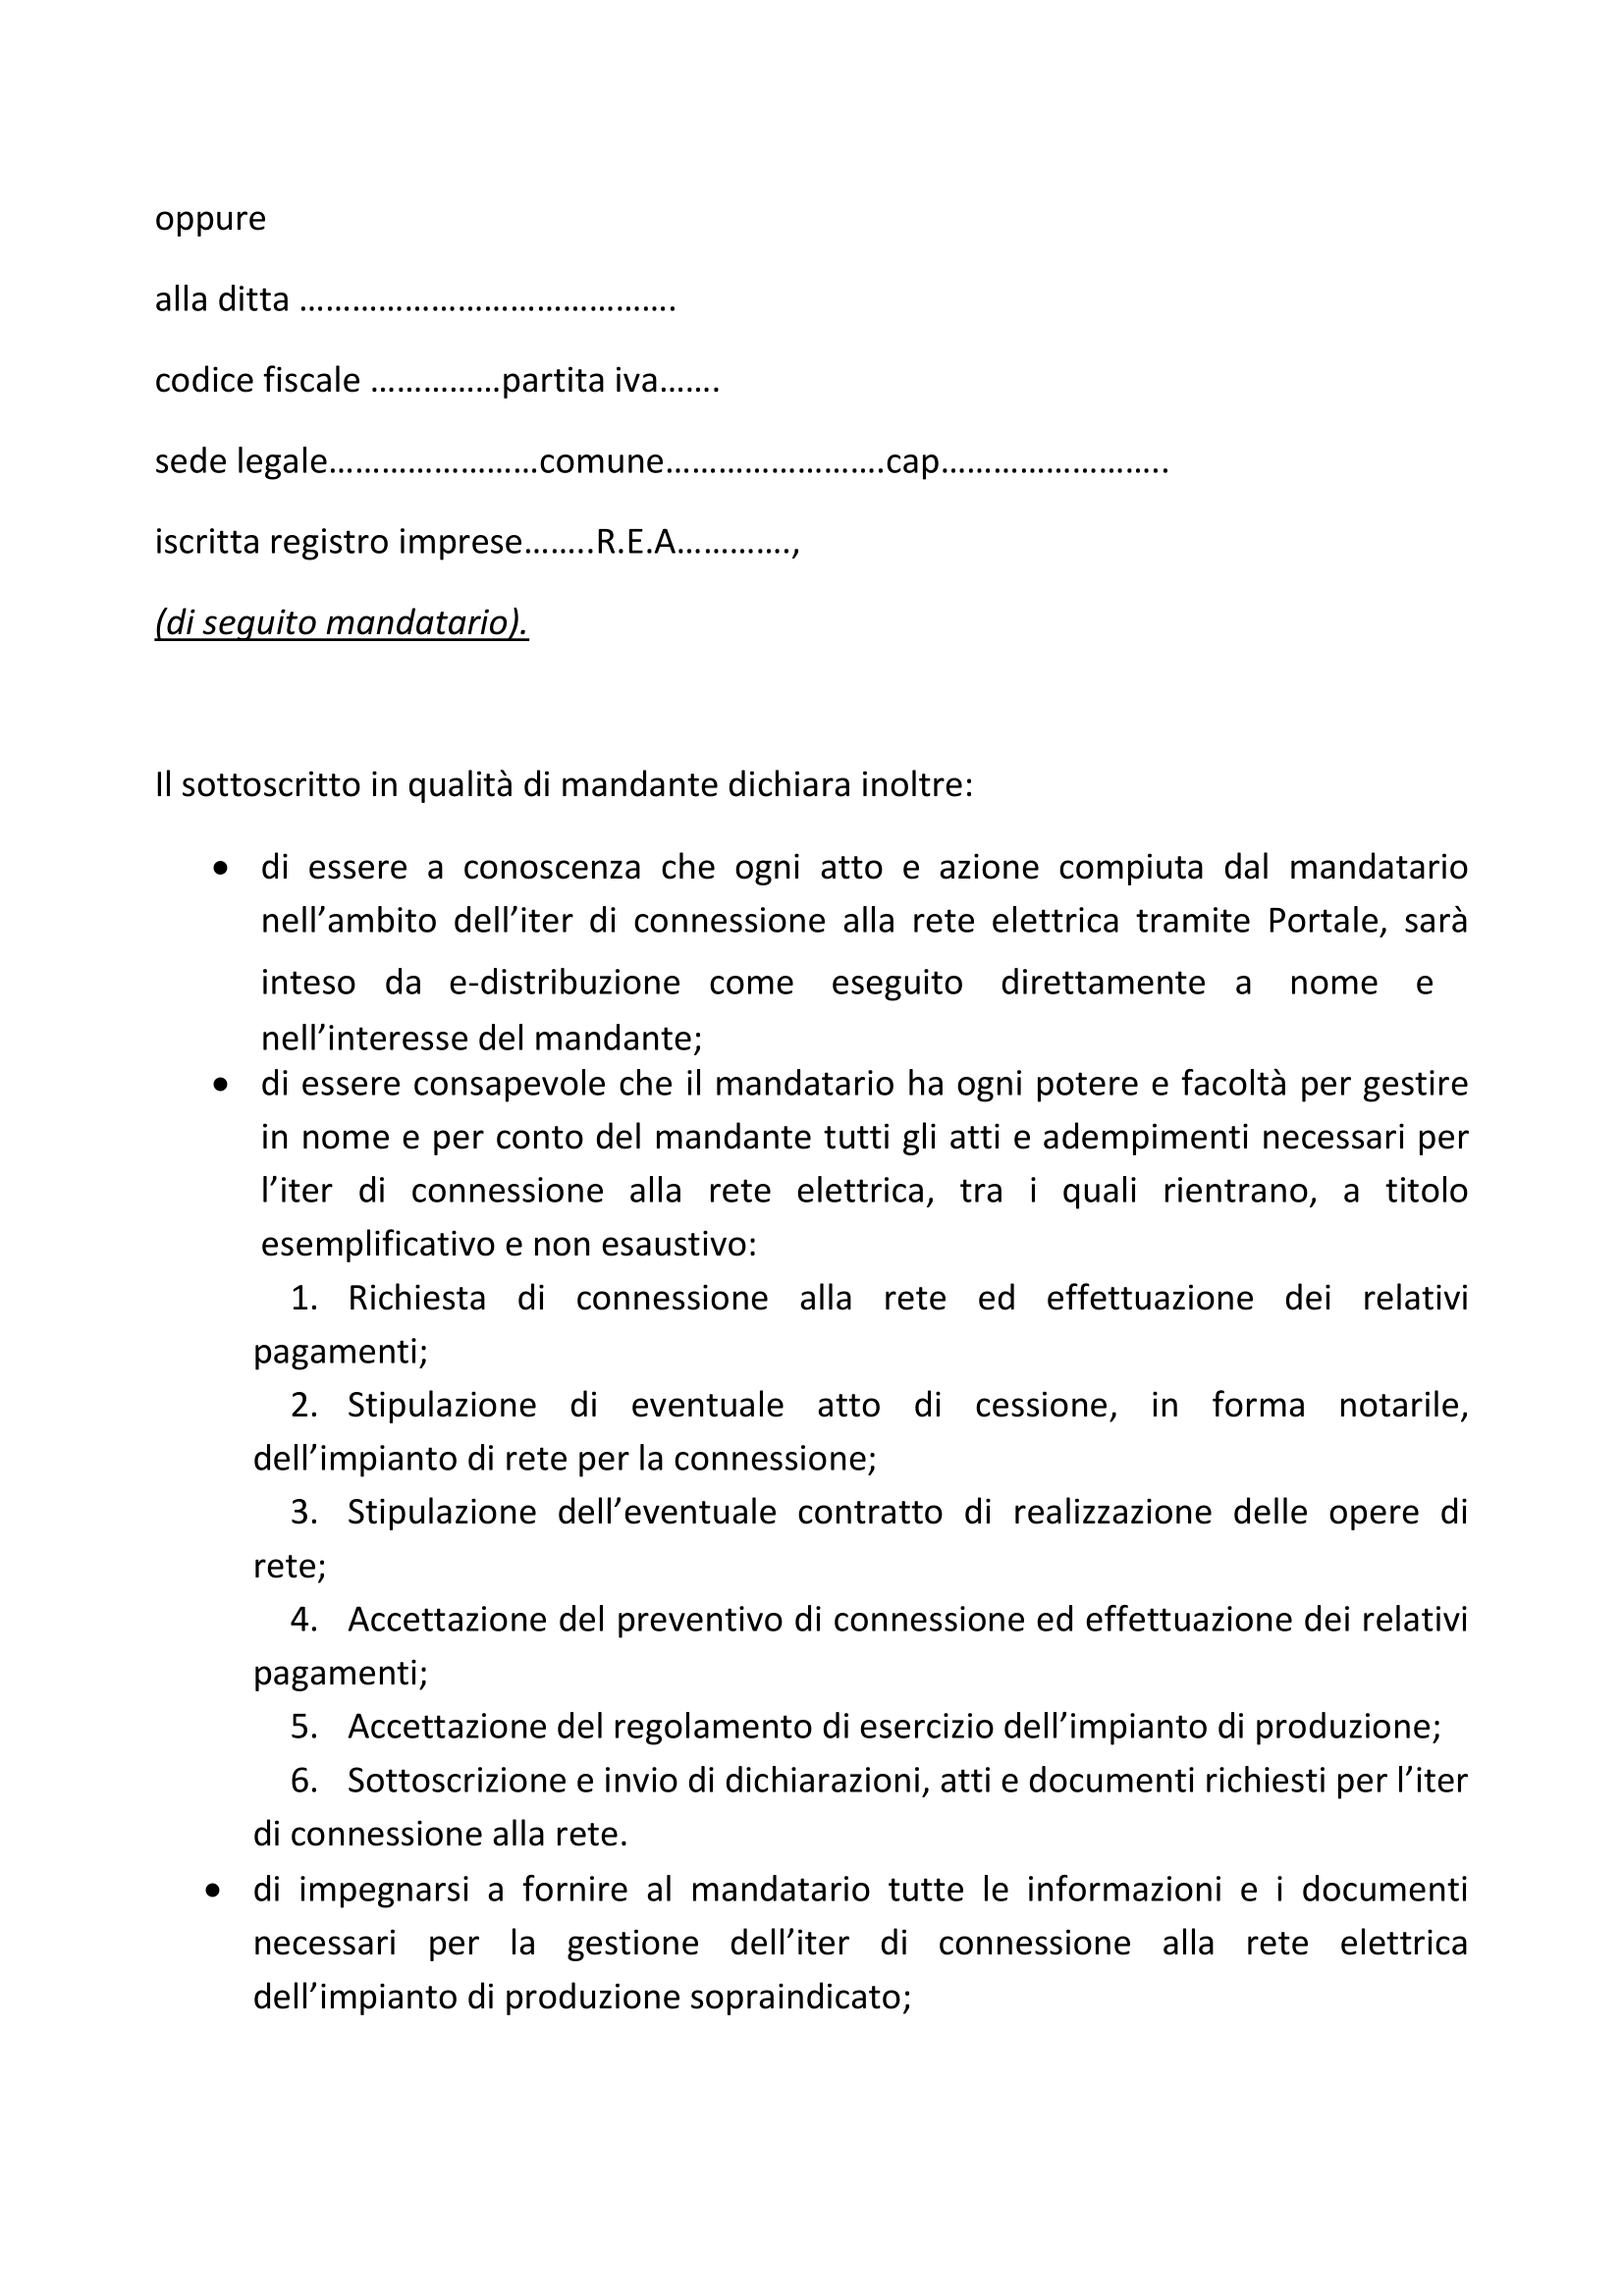 oppure
alla ditta …………………………………….
codice fiscale ……………partita iva…….
sede legale……………………comune…………………….cap……………………..
iscritta registro imprese……..R.E.A………….,
(di seguito mandatario).
Il sottoscritto in qualità di mandante dichiara inoltre:
• di essere a conoscenza che ogni atto e azione compiuta dal mandatario
nell’ambito dell’iter di connessione alla rete elettrica tramite Portale, sarà
inteso da e-distribuzione come eseguito direttamente a nome e
nell’interesse del mandante;
• di essere consapevole che il mandatario ha ogni potere e facoltà per gestire
in nome e per conto del mandante tutti gli atti e adempimenti necessari per
l’iter di connessione alla rete elettrica, tra i quali rientrano, a titolo
esemplificativo e non esaustivo:
1. Richiesta di connessione alla rete ed effettuazione dei relativi
pagamenti;
2. Stipulazione di eventuale atto di cessione, in forma notarile,
dell’impianto di rete per la connessione;
3. Stipulazione dell’eventuale contratto di realizzazione delle opere di
rete;
4. Accettazione del preventivo di connessione ed effettuazione dei relativi
pagamenti;
5. Accettazione del regolamento di esercizio dell’impianto di produzione;
6. Sottoscrizione e invio di dichiarazioni, atti e documenti richiesti per l’iter
di connessione alla rete.
• di impegnarsi a fornire al mandatario tutte le informazioni e i documenti
necessari per la gestione dell’iter di connessione alla rete elettrica
dell’impianto di produzione sopraindicato;